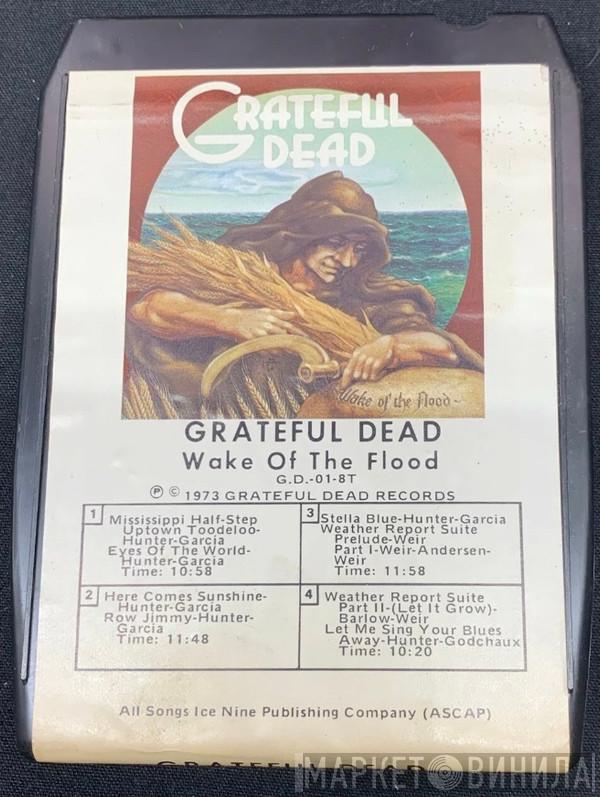 GRATEFUL
DEAD
Wake of the Flood~
GRATEFUL DEAD
Wake Of The Flood
G.D.-01-8T
℗ © 1973 GRATEFUL DEAD RECORDS
1 Mississippi Half-Step
Uptown Toodeloo-
Hunter-Garcia
Eyes Of The World-
Hunter-Garcia
Time: 10:58
2 Here Comes Sunshine-
Hunter-Garcia
Row Jimmy-Hunter-
Garcia
Time: 11:48
3 Stella Blue-Hunter-Garcia
Weather Report Suite
Prelude-Weir
Part I-Weir-Andersen-
Weir
Time: 11:58
4 Weather Report Suite
Part II-(Let It Grow)-
Barlow-Weir
Let Me Sing Your Blues
Away-Hunter-Godchaux
Time: 10:20
All Songs Ice Nine Publishing Company (ASCAP)
GRATEFUL DEAD
МАРКЕТ ВИНИЛА